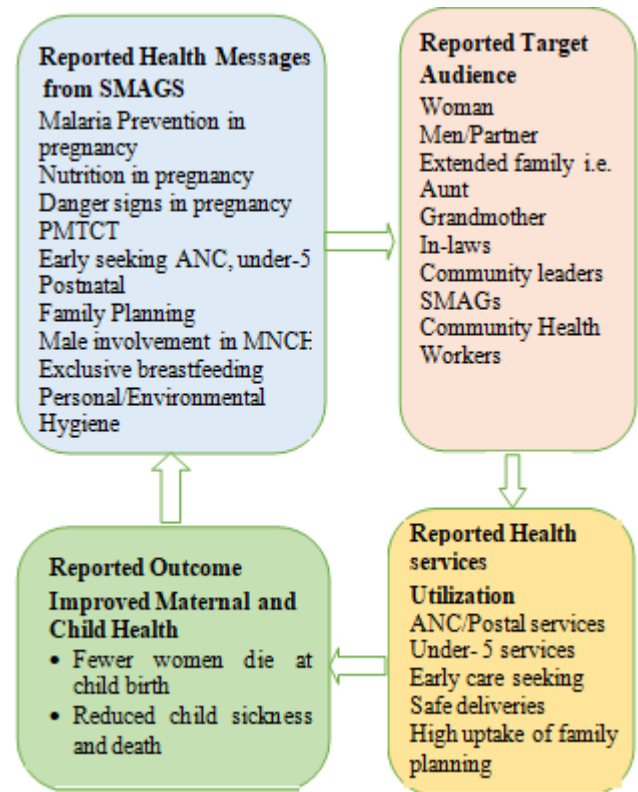 Reported Health Messages
from SMAGS
Malaria Prevention in
pregnancy
Nutrition in pregnancy
Danger signs in pregnancy
PMTCT
Early seeking ANC, under-5
Postnatal
Family Planning
Male involvement in MNCH
Exclusive breastfeeding
Personal/Environmental
Hygiene
Reported Target
Audience
Woman
Men/Partner
Extended family i.e.
Aunt
Grandmother
In-laws
Community leaders
SMAGs
Community Health
Workers
Reported Health
services
Utilization
ANC/Postal services
Under- 5 services
Early care seeking
Safe deliveries
High uptake of family
planning
Reported Outcome
Improved Maternal and
Child Health
• Fewer women die at
child birth
• Reduced child sickness
and death